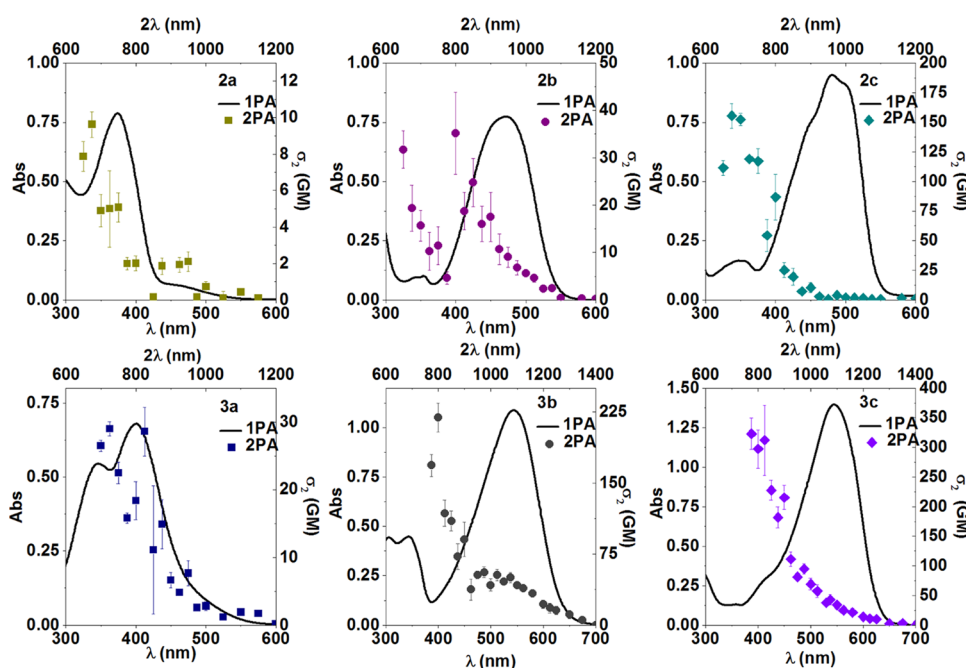 2λ (nm)
600 800 1000 1200
1.00
0.75
0.50
0.25
0.00
Abs
2a
1PA
2PA
13
12
10
8
6
4
2
0
σ2 (GM)
300 400 500 600
λ (nm)
2λ (nm)
600 800 1000 1200
1.00
0.75
0.50
0.25
0.00
Abs
2b
1PA
2PA
50
40
30
20
10
0
σ2 (GM)
300 400 500 600
λ (nm)
2λ (nm)
600 800 1000 1200
1.00
0.75
0.50
0.25
0.00
Abs
2c
1PA
2PA
200
175
150
125
100
75
50
25
0
σ2 (GM)
300 400 500 600
λ (nm)
2λ (nm)
600 800 1000 1200
0.75
0.50
0.25
0.00
Abs
3a
1PA
2PA
30
20
10
0
σ2 (GM)
300 400 500 600
λ (nm)
2λ (nm)
600 800 1000 1200 1400
1.00
0.75
0.50
0.25
0.00
Abs
3b
1PA
2PA
225
150
75
0
σ2 (GM)
300 400 500 600 700
λ (nm)
2λ (nm)
600 800 1000 1200 1400
1.50
1.25
1.00
0.75
0.50
0.25
0.00
Abs
3c
1PA
2PA
400
350
300
250
200
150
100
50
0
σ2 (GM)
300 400 500 600 700
λ (nm)